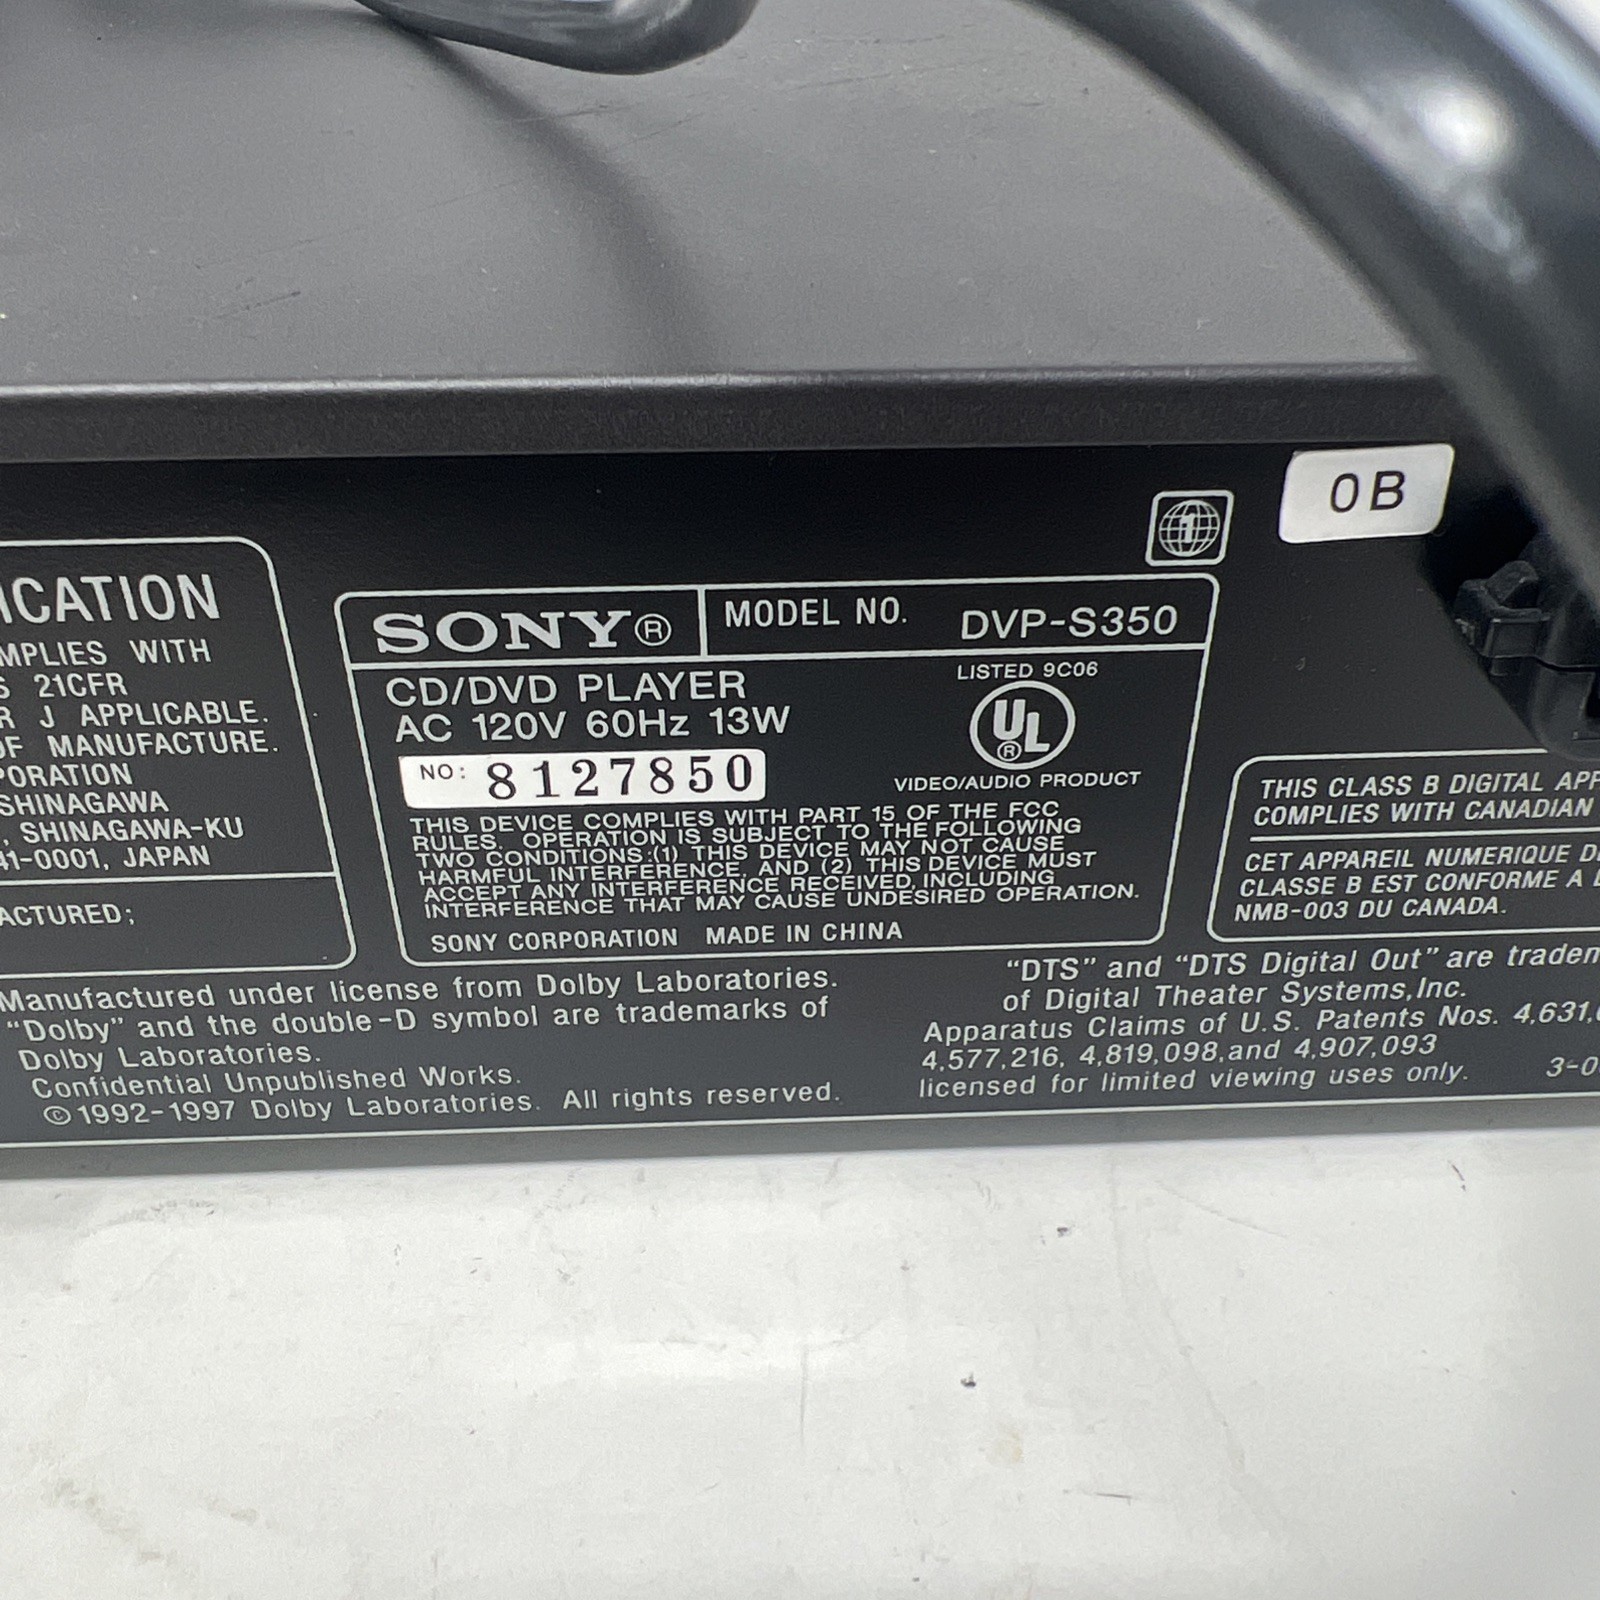 0B
1
ICATION
MPLIES WITH
21CFR
R J APPLICABLE.
OF MANUFACTURE.
PORATION
SHINAGAWA
, SHINAGAWA-KU
41-0001, JAPAN
ACTURED;
SONY® MODEL NO. DVP-S350
CD/DVD PLAYER
AC 120V 60Hz 13W
NO: 8127850
LISTED 9C06
UL®
VIDEO/AUDIO PRODUCT
THIS DEVICE COMPLIES WITH PART 15 OF THE FCC
RULES. OPERATION IS SUBJECT TO THE FOLLOWING
TWO CONDITIONS:(1) THIS DEVICE MAY NOT CAUSE
HARMFUL INTERFERENCE, AND (2) THIS DEVICE MUST
ACCEPT ANY INTERFERENCE RECEIVED, INCLUDING
INTERFERENCE THAT MAY CAUSE UNDESIRED OPERATION.
SONY CORPORATION MADE IN CHINA
THIS CLASS B DIGITAL APP
COMPLIES WITH CANADIAN
CET APPAREIL NUMERIQUE D
CLASSE B EST CONFORME A L
NMB-003 DU CANADA.
Manufactured under license from Dolby Laboratories.
"Dolby" and the double-D symbol are trademarks of
Dolby Laboratories.
Confidential Unpublished Works.
© 1992-1997 Dolby Laboratories. All rights reserved.
"DTS" and "DTS Digital Out" are tradem
of Digital Theater Systems,Inc.
Apparatus Claims of U.S. Patents Nos. 4,631,
4,577,216, 4,819,098,and 4,907,093
licensed for limited viewing uses only.
3-0